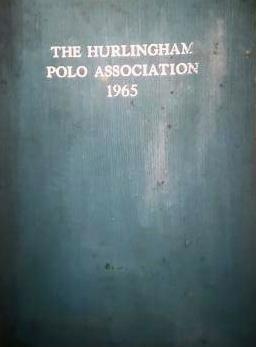 THE HURLINGHAM
POLO ASSOCIATION
1965